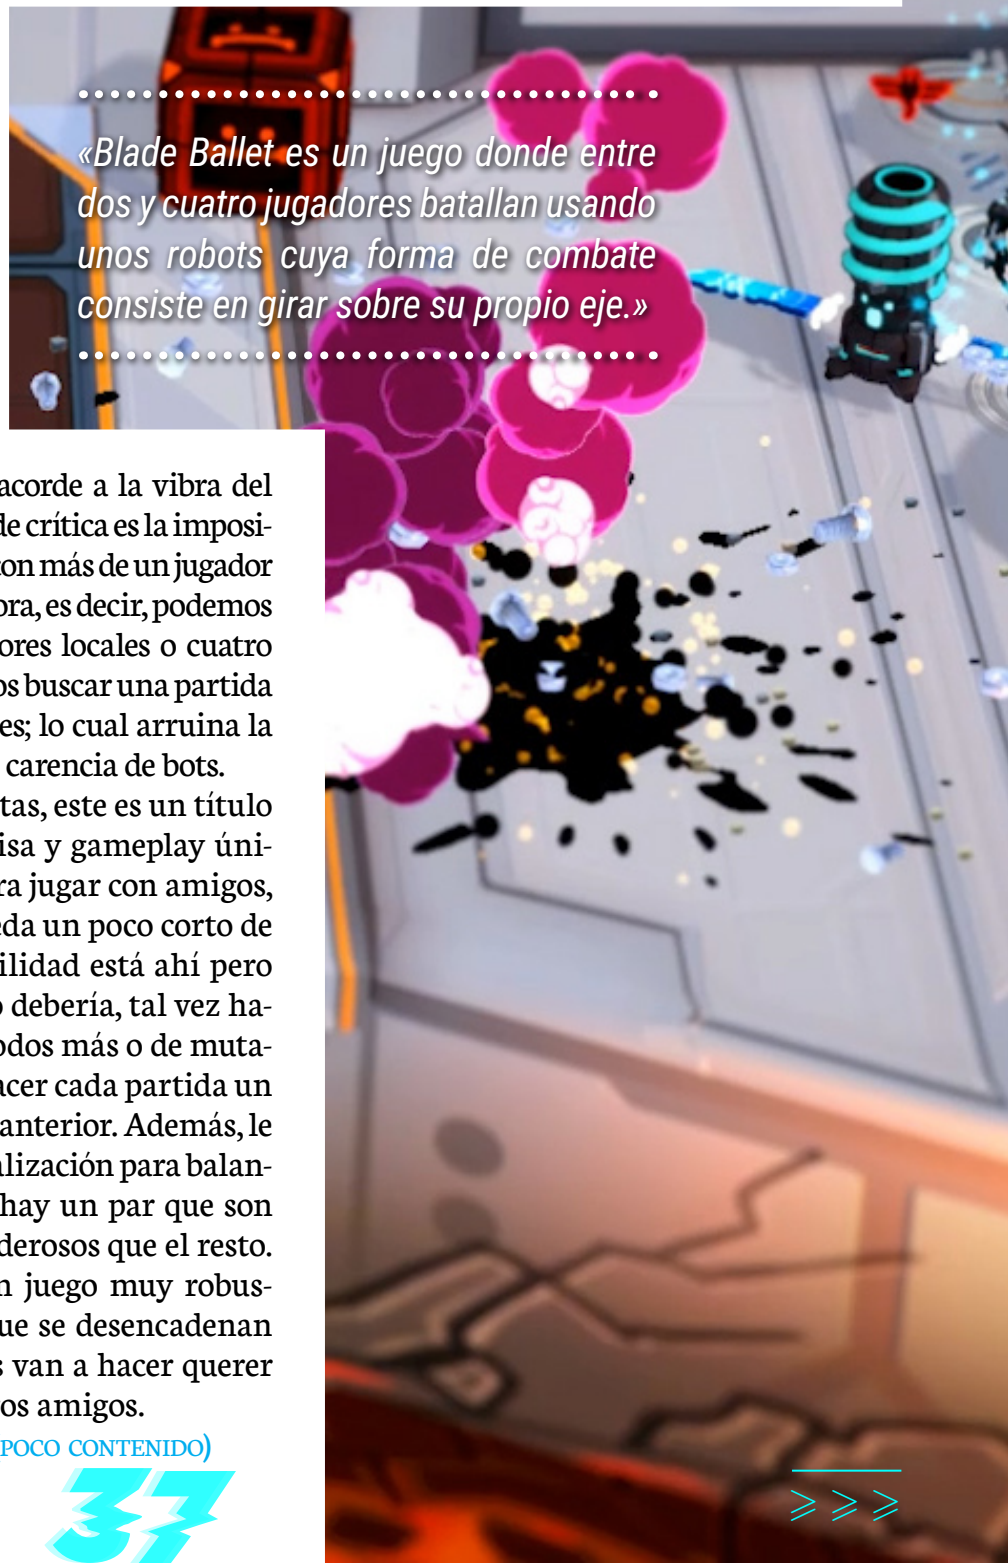 «Blade Ballet es un juego donde entre
dos y cuatro jugadores batallan usando
unos robots cuya forma de combate
consiste en girar sobre su propio eje.»
acorde a la vibra del
de crítica es la imposi-
con más de un jugador
ora, es decir, podemos
ores locales o cuatro
os buscar una partida
es; lo cual arruina la
carencia de bots.
tas, este es un título
isa y gameplay úni-
ra jugar con amigos,
eda un poco corto de
ilidad está ahí pero
o debería, tal vez ha-
odos más o de muta-
acer cada partida un
anterior. Además, le
alización para balan-
hay un par que son
derosos que el resto.
n juego muy robus-
ue se desencadenan
s van a hacer querer
os amigos.
POCO CONTENIDO)
37